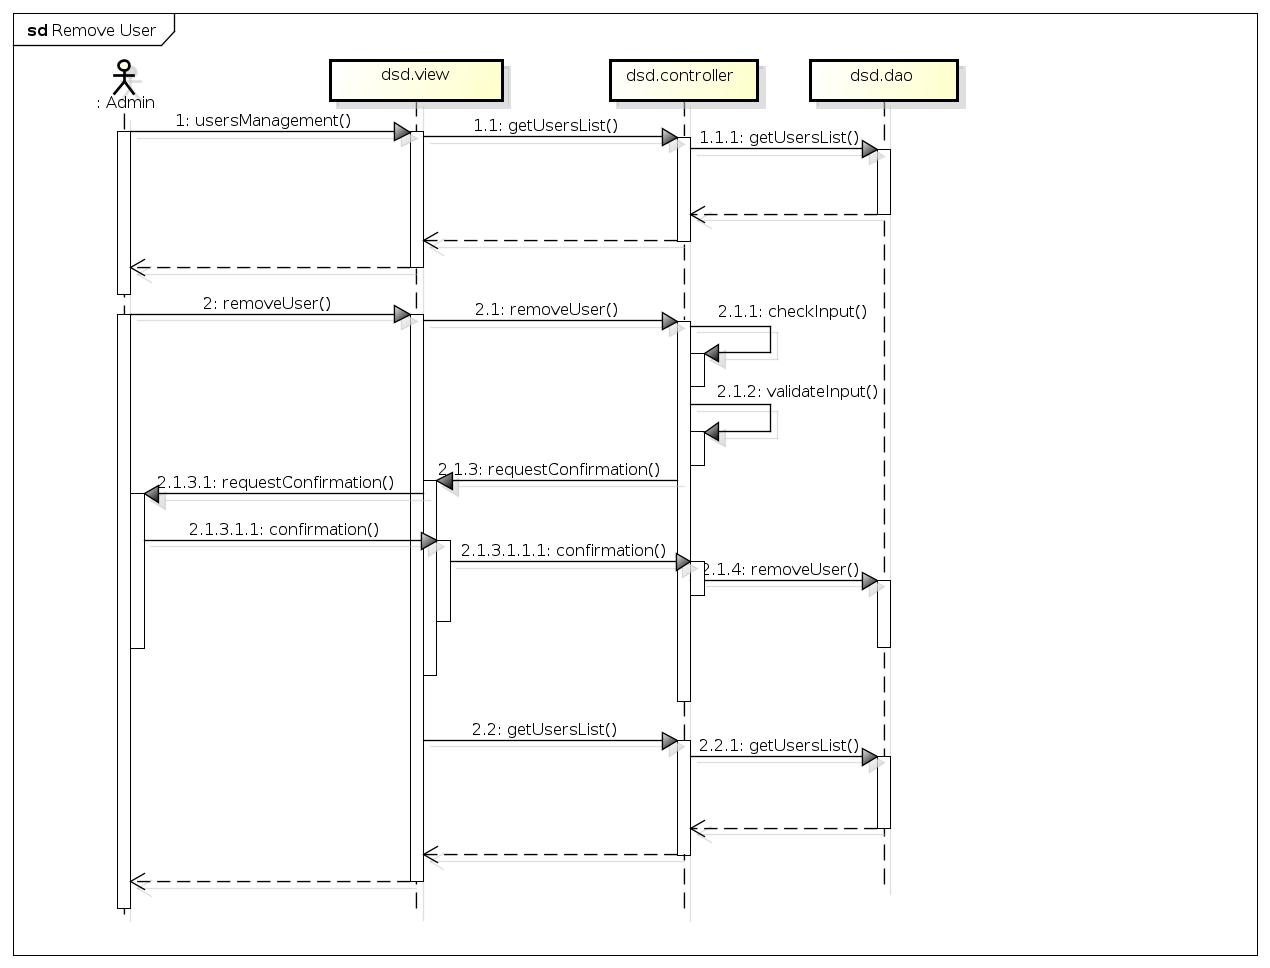 sd Remove User
: Admin
dsd.view
dsd.controller
dsd.dao
1: usersManagement()
1.1: getUsersList()
1.1.1: getUsersList()
2: removeUser()
2.1: removeUser()
2.1.1: checkInput()
2.1.2: validateInput()
2.1.3: requestConfirmation()
2.1.3.1: requestConfirmation()
2.1.3.1.1: confirmation()
2.1.3.1.1.1: confirmation()
2.1.4: removeUser()
2.2: getUsersList()
2.2.1: getUsersList()